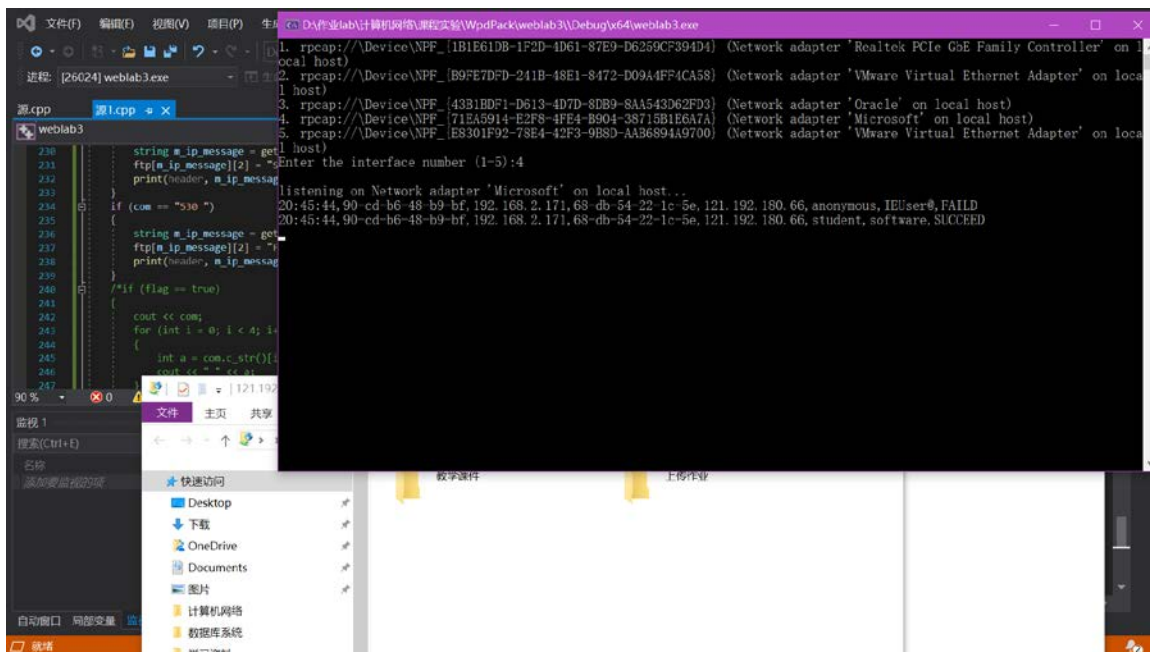 文件(F) 编辑(E) 视图(V) 项目(P)
D:\作业lab\计算机网络\课程实验\WpdPack\weblab3\\Debug\x64\weblab3.exe
进程: [26024] weblab3.exe
源.cpp 源1.cpp
weblab3
1. rpcap://\Device\NPF_{1B1E61DB-1F2D-4D61-87E9-D6259CF394D4} (Network adapter 'Realtek PCIe GbE Family Controller' on l
ocal host)
2. rpcap://\Device\NPF_{B9FE7DFD-241B-48E1-8472-D09A4FF4CA58} (Network adapter 'VMware Virtual Ethernet Adapter' on loca
l host)
3. rpcap://\Device\NPF_{43B1BDF1-D613-4D7D-8DB9-8AA543D62FD3} (Network adapter 'Oracle' on local host)
4. rpcap://\Device\NPF_{71EA5914-E2F8-4FE4-B904-38715B1E6A7A} (Network adapter 'Microsoft' on local host)
5. rpcap://\Device\NPF_{E8301F92-78E4-42F3-9B8D-AAB6894A9700} (Network adapter 'VMware Virtual Ethernet Adapter' on loca
l host)
Enter the interface number (1-5):4
listening on Network adapter 'Microsoft' on local host...
20:45:44,90-cd-b6-48-b9-bf,192.168.2.171,68-db-54-22-1c-5e,121.192.180.66,anonymous,IEUser@,FAILD
20:45:44,90-cd-b6-48-b9-bf,192.168.2.171,68-db-54-22-1c-5e,121.192.180.66,student,software,SUCCEED
230 string m_ip_message = get
231 ftp[m_ip_message][2] = "S
232 print(header, m_ip_messag
233 }
234 if (com == "530 ")
235 {
236 string m_ip_message = get
237 ftp[m_ip_message][2] =
238 print(header, m_ip_messag
239 }
240 /*if (flag == true)
241 {
242 cout << com;
243 for (int i = 0; i < 4; i+
244 {
245 int a = com.c_str()[i
246 cout << " " << a;
247 }
90 % 0
监视 1
搜索(Ctrl+E)
名称
添加要监视的项
自动窗口 局部变量
就绪
121.192
文件 主页 共享
快速访问
Desktop
下载
OneDrive
Documents
图片
计算机网络
数据库系统
教学课件 上传作业